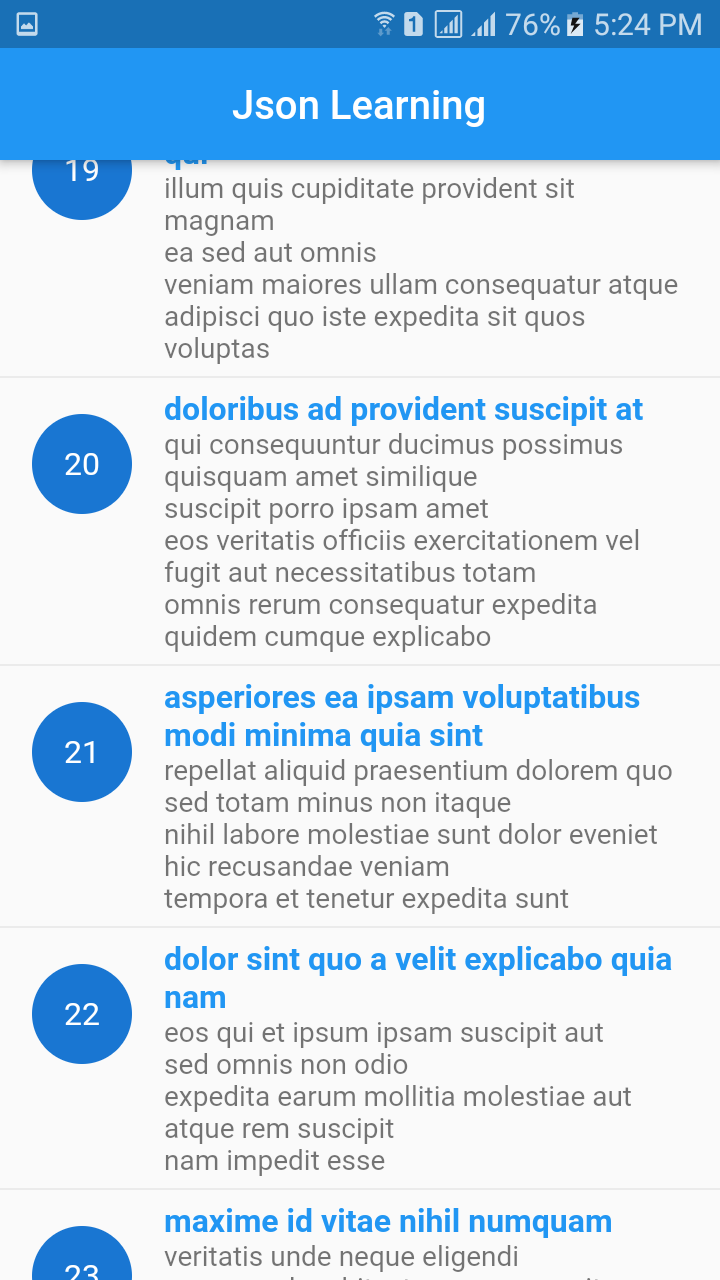 1 76% 5:24 PM
Json Learning
19
qui
illum quis cupiditate provident sit
magnam
ea sed aut omnis
veniam maiores ullam consequatur atque
adipisci quo iste expedita sit quos
voluptas
20
doloribus ad provident suscipit at
qui consequuntur ducimus possimus
quisquam amet similique
suscipit porro ipsam amet
eos veritatis officiis exercitationem vel
fugit aut necessitatibus totam
omnis rerum consequatur expedita
quidem cumque explicabo
21
asperiores ea ipsam voluptatibus
modi minima quia sint
repellat aliquid praesentium dolorem quo
sed totam minus non itaque
nihil labore molestiae sunt dolor eveniet
hic recusandae veniam
tempora et tenetur expedita sunt
22
dolor sint quo a velit explicabo quia
nam
eos qui et ipsum ipsam suscipit aut
sed omnis non odio
expedita earum mollitia molestiae aut
atque rem suscipit
nam impedit esse
23
maxime id vitae nihil numquam
veritatis unde neque eligendi